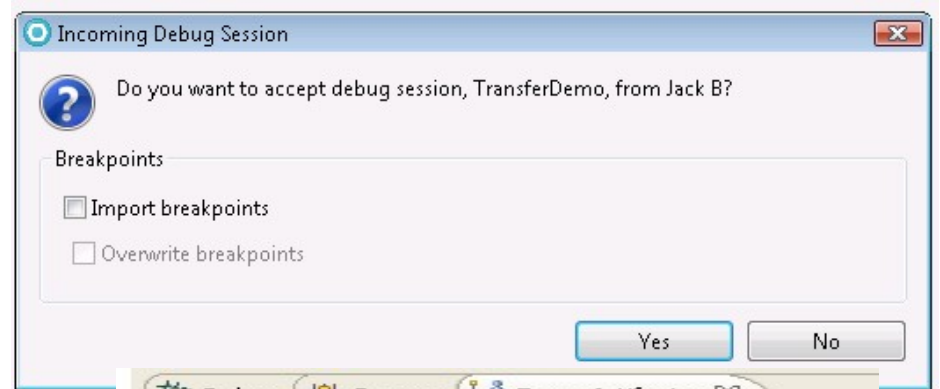 Incoming Debug Session
Do you want to accept debug session, TransferDemo, from Jack B?
Breakpoints
Import breakpoints
Overwrite breakpoints
Yes
No